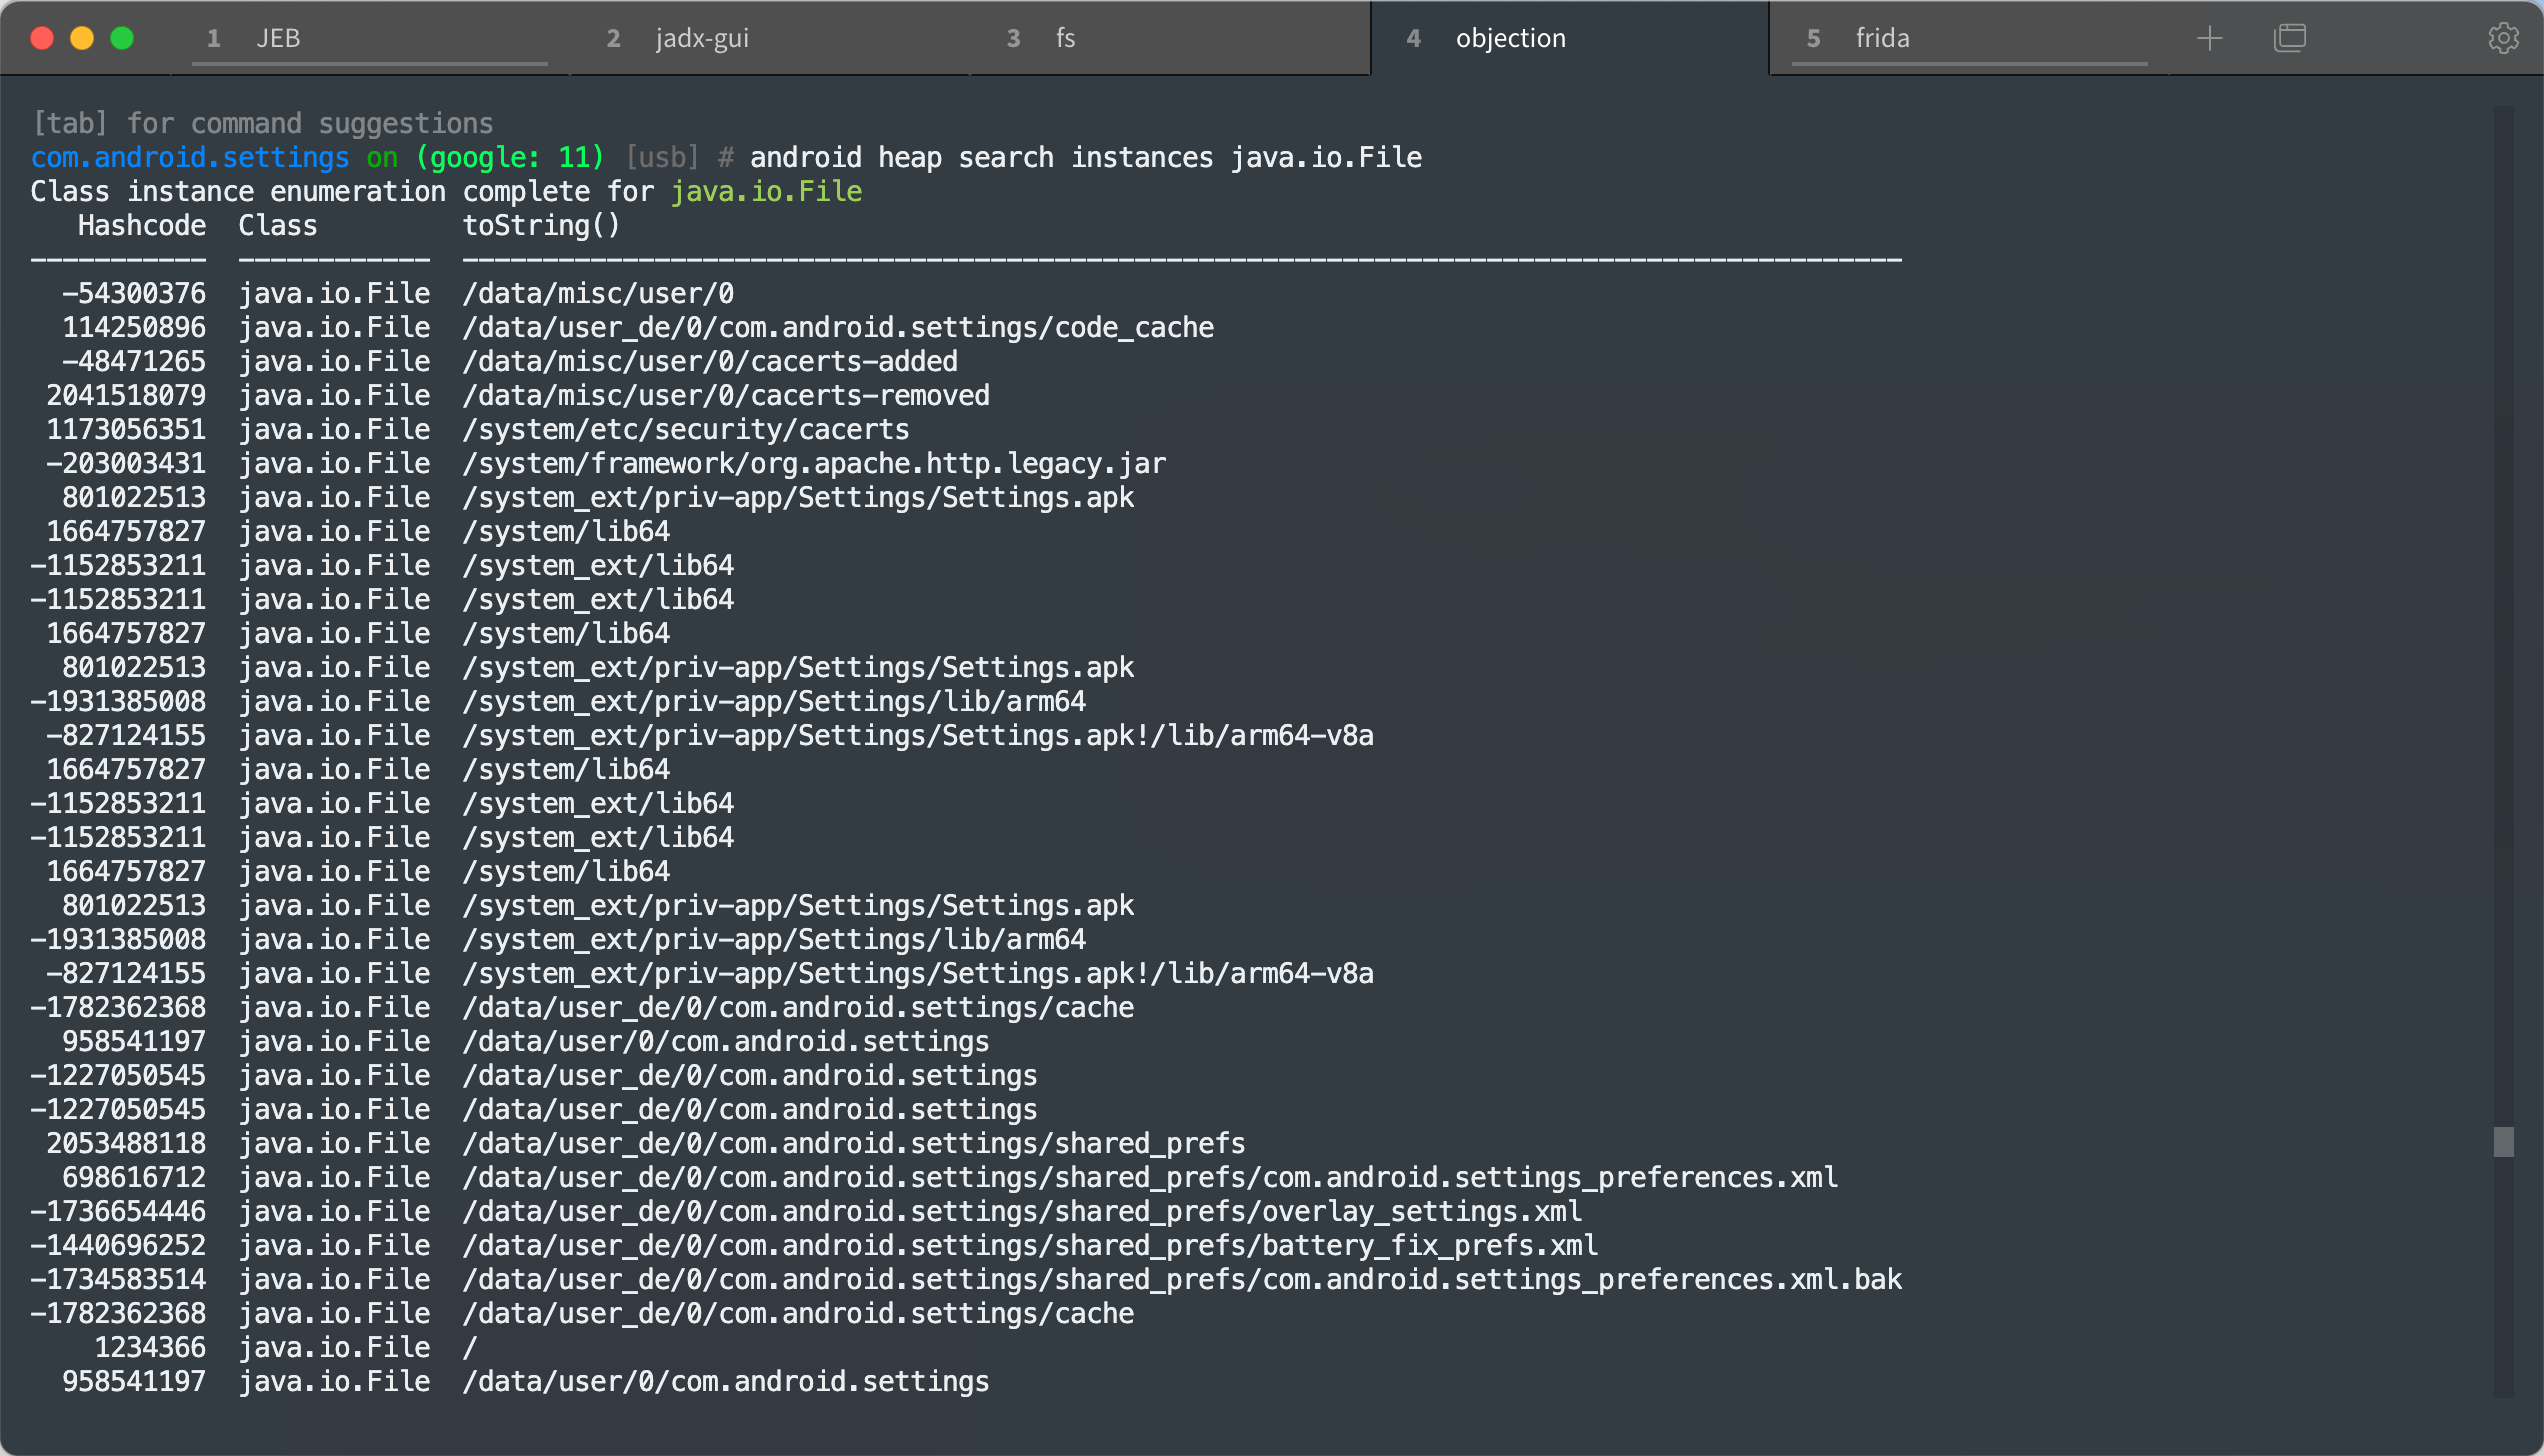 1 JEB 2 jadx-gui 3 fs 4 objection 5 frida
[tab] for command suggestions
com.android.settings on (google: 11) [usb] # android heap search instances java.io.File
Class instance enumeration complete for java.io.File
   Hashcode  Class         toString()
-----------  ------------  ------------------------------------------------------------------------------------------
  -54300376  java.io.File  /data/misc/user/0
  114250896  java.io.File  /data/user_de/0/com.android.settings/code_cache
  -48471265  java.io.File  /data/misc/user/0/cacerts-added
 2041518079  java.io.File  /data/misc/user/0/cacerts-removed
 1173056351  java.io.File  /system/etc/security/cacerts
 -203003431  java.io.File  /system/framework/org.apache.http.legacy.jar
  801022513  java.io.File  /system_ext/priv-app/Settings/Settings.apk
 1664757827  java.io.File  /system/lib64
-1152853211  java.io.File  /system_ext/lib64
-1152853211  java.io.File  /system_ext/lib64
 1664757827  java.io.File  /system/lib64
  801022513  java.io.File  /system_ext/priv-app/Settings/Settings.apk
-1931385008  java.io.File  /system_ext/priv-app/Settings/lib/arm64
 -827124155  java.io.File  /system_ext/priv-app/Settings/Settings.apk!/lib/arm64-v8a
 1664757827  java.io.File  /system/lib64
-1152853211  java.io.File  /system_ext/lib64
-1152853211  java.io.File  /system_ext/lib64
 1664757827  java.io.File  /system/lib64
  801022513  java.io.File  /system_ext/priv-app/Settings/Settings.apk
-1931385008  java.io.File  /system_ext/priv-app/Settings/lib/arm64
 -827124155  java.io.File  /system_ext/priv-app/Settings/Settings.apk!/lib/arm64-v8a
-1782362368  java.io.File  /data/user_de/0/com.android.settings/cache
  958541197  java.io.File  /data/user/0/com.android.settings
-1227050545  java.io.File  /data/user_de/0/com.android.settings
-1227050545  java.io.File  /data/user_de/0/com.android.settings
 2053488118  java.io.File  /data/user_de/0/com.android.settings/shared_prefs
  698616712  java.io.File  /data/user_de/0/com.android.settings/shared_prefs/com.android.settings_preferences.xml
-1736654446  java.io.File  /data/user_de/0/com.android.settings/shared_prefs/overlay_settings.xml
-1440696252  java.io.File  /data/user_de/0/com.android.settings/shared_prefs/battery_fix_prefs.xml
-1734583514  java.io.File  /data/user_de/0/com.android.settings/shared_prefs/com.android.settings_preferences.xml.bak
-1782362368  java.io.File  /data/user_de/0/com.android.settings/cache
    1234366  java.io.File  /
  958541197  java.io.File  /data/user/0/com.android.settings